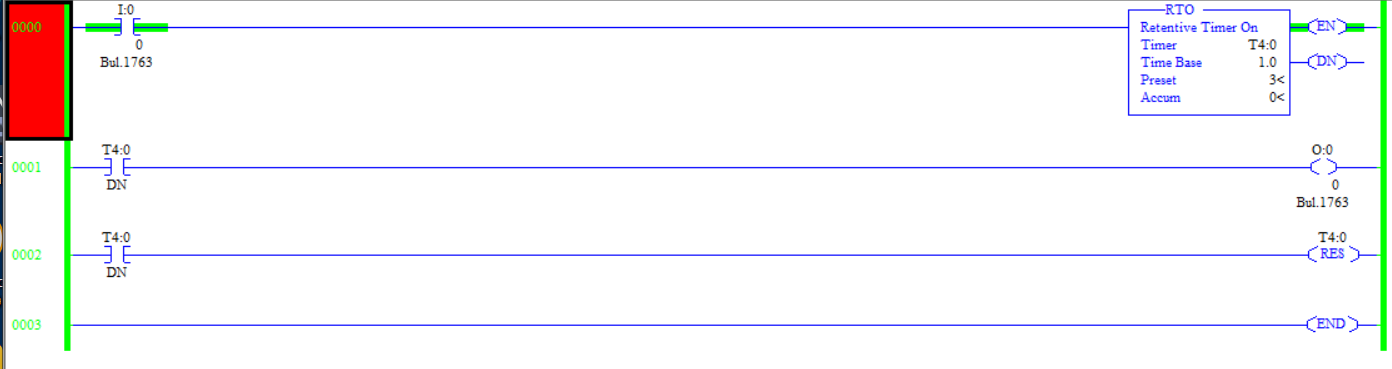 I:0
0000
0
Bul.1763
RTO
Retentive Timer On
Timer T4:0
Time Base 1.0
Preset 3<
Accum 0<
EN
DN
T4:0
0001
DN
O:0
0
Bul.1763
T4:0
0002
DN
T4:0
RES
0003
END